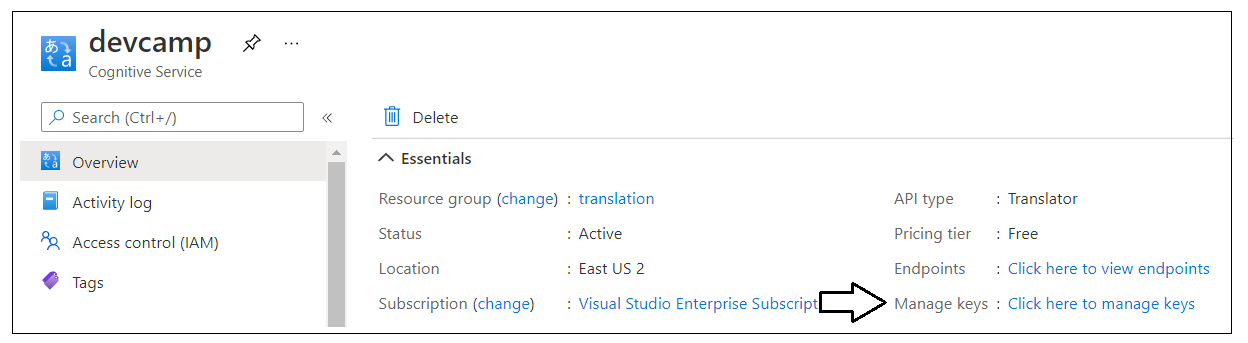 devcamp
Cognitive Service
Search (Ctrl+/)
Overview
Activity log
Access control (IAM)
Tags
Delete
Essentials
Resource group (change) : translation
Status : Active
Location : East US 2
Subscription (change) : Visual Studio Enterprise Subscript
API type : Translator
Pricing tier : Free
Endpoints : Click here to view endpoints
Manage keys : Click here to manage keys